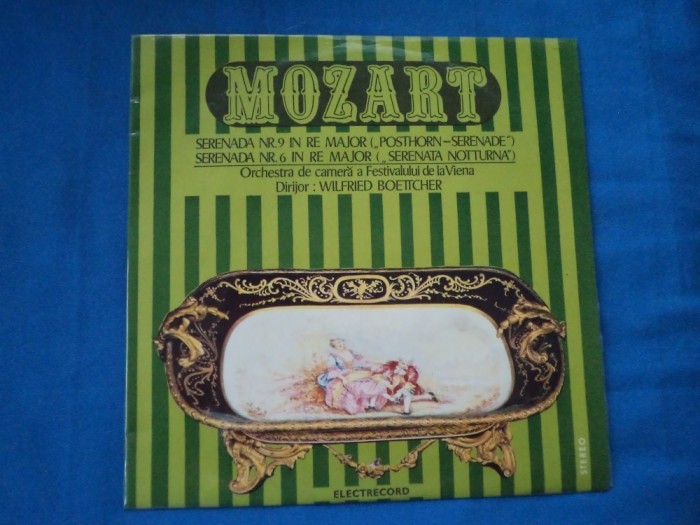 MOZART
SERENADA NR.9 IN RE MAJOR („POSTHORN–SERENADE”)
SERENADA NR.6 IN RE MAJOR („SERENATA NOTTURNA”)
Orchestra de cameră a Festivalului de la Viena
Dirijor : WILFRIED BOETTCHER
STEREO
ELECTRECORD